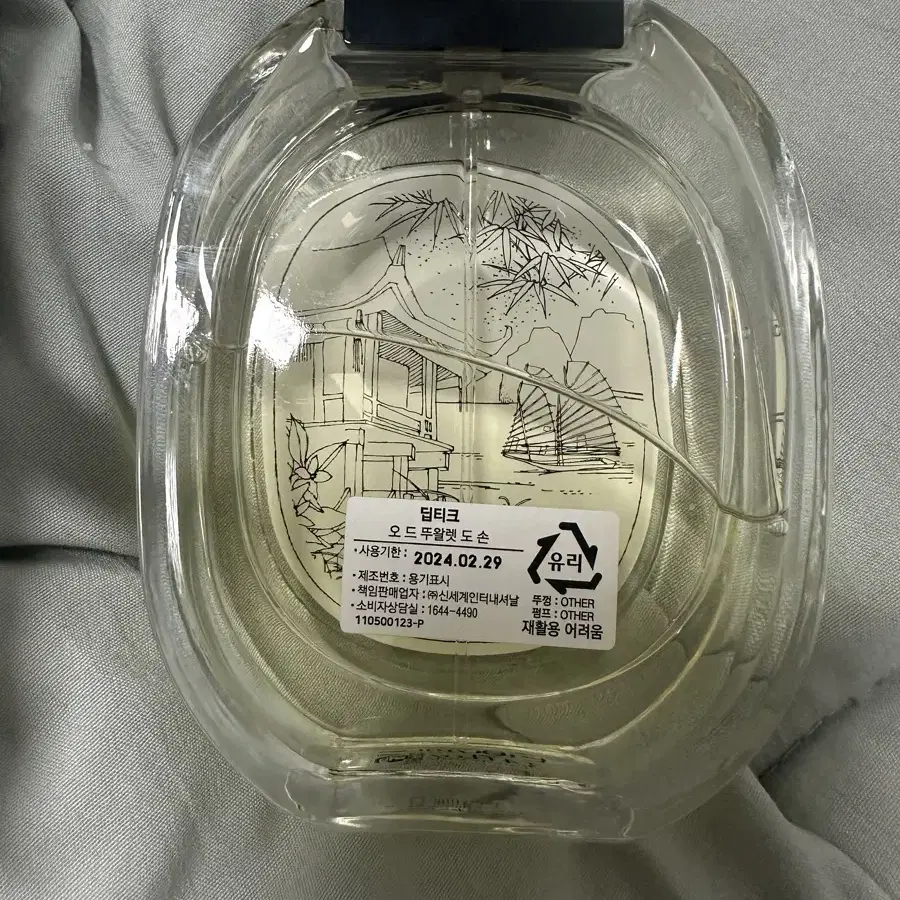 딥티크
오 드 뚜왈렛 도 손
•사용기한 : 2024.02.29
•제조번호 : 용기표시
•책임판매업자 : ㈜신세계인터내셔날
•소비자상담실 : 1644-4490
110500123-P
유리
뚜껑 : OTHER
펌프 : OTHER
재활용 어려움